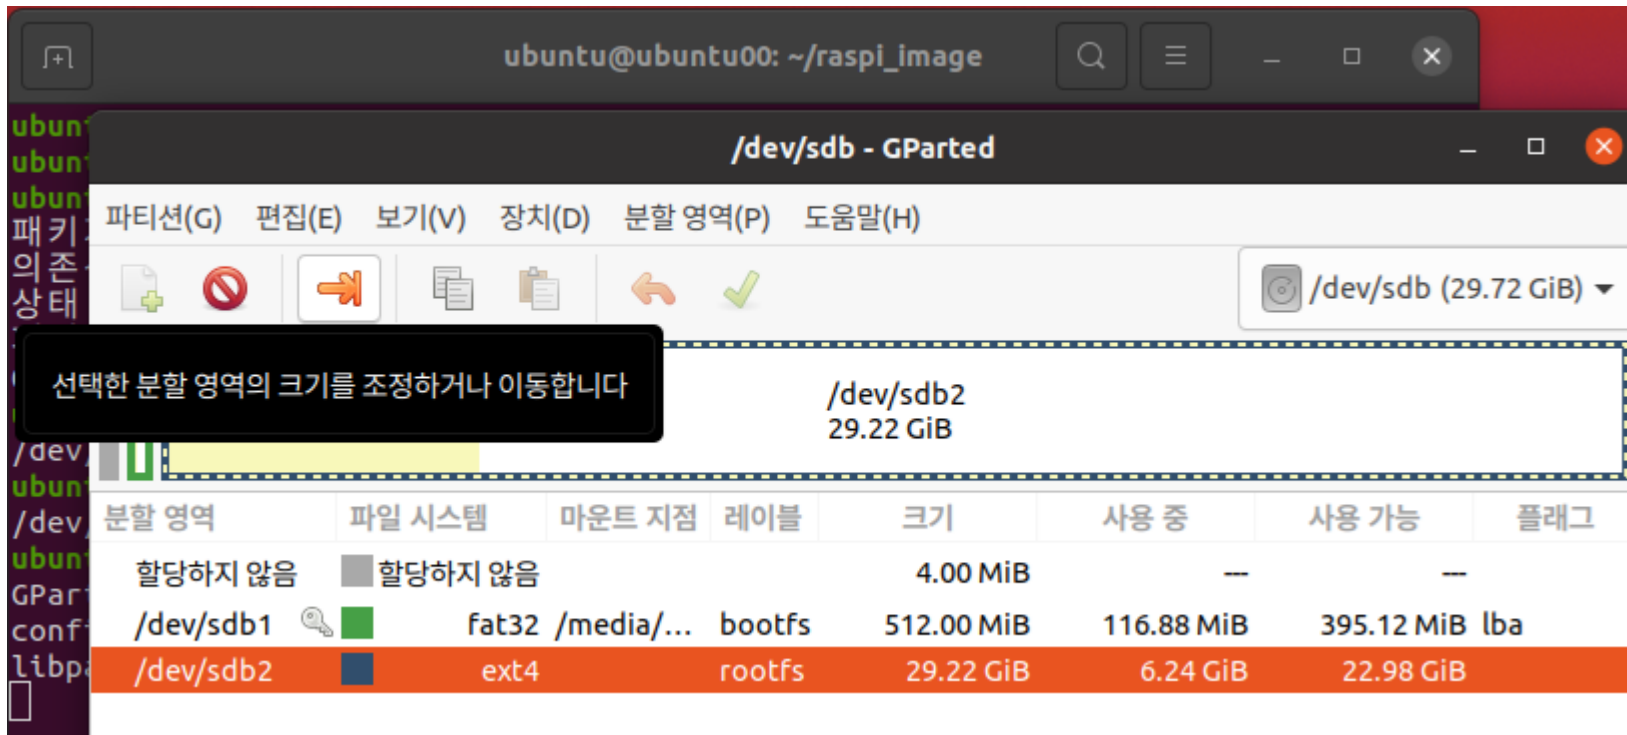 ubuntu@ubuntu00: ~/raspi_image
/dev/sdb - GParted
파티션(G) 편집(E) 보기(V) 장치(D) 분할 영역(P) 도움말(H)
/dev/sdb (29.72 GiB)
선택한 분할 영역의 크기를 조정하거나 이동합니다
/dev/sdb2
29.22 GiB
분할 영역 파일 시스템 마운트 지점 레이블 크기 사용 중 사용 가능 플래그
할당하지 않음 할당하지 않음 4.00 MiB --- ---
/dev/sdb1 fat32 /media/... bootfs 512.00 MiB 116.88 MiB 395.12 MiB lba
/dev/sdb2 ext4 rootfs 29.22 GiB 6.24 GiB 22.98 GiB
상태